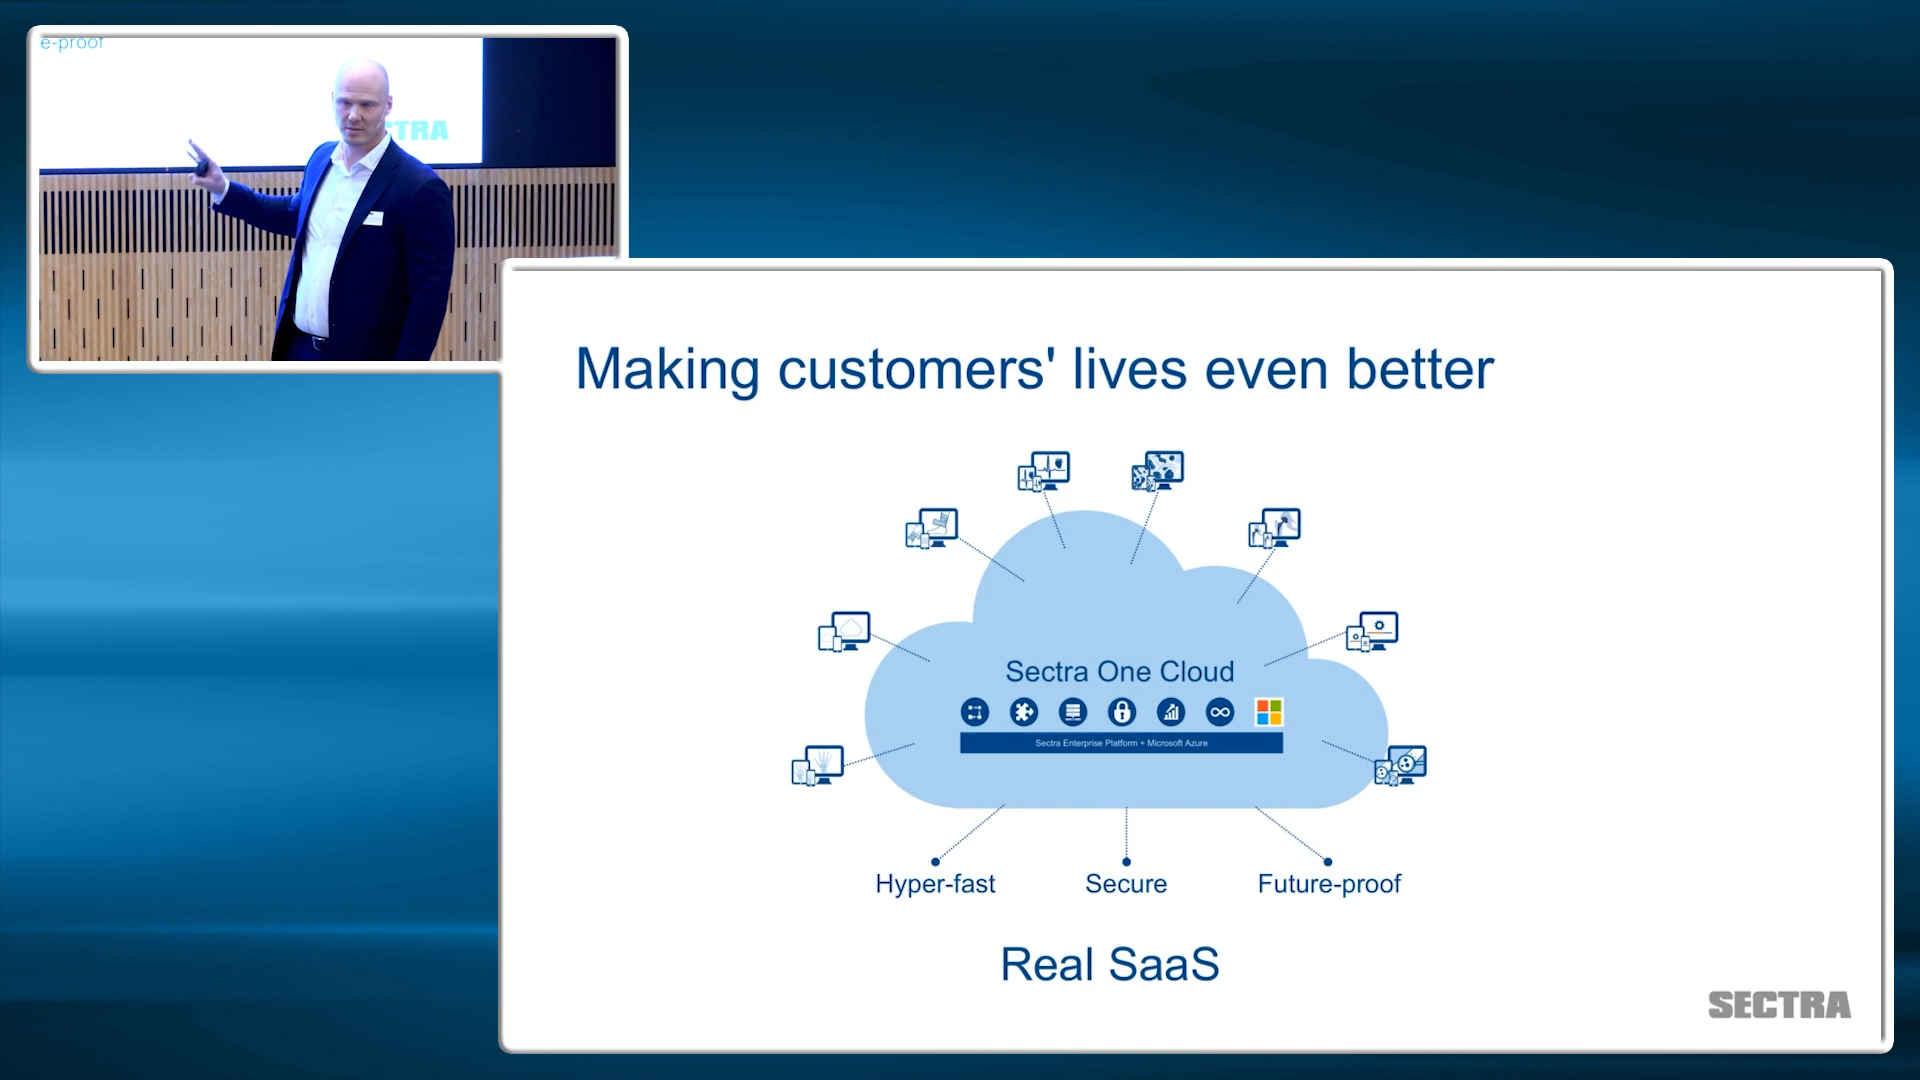 e-proof
CTRA
Making customers' lives even better
Sectra One Cloud
Sectra Enterprise Platform + Microsoft Azure
Hyper-fast
Secure
Future-proof
Real SaaS
SECTRA